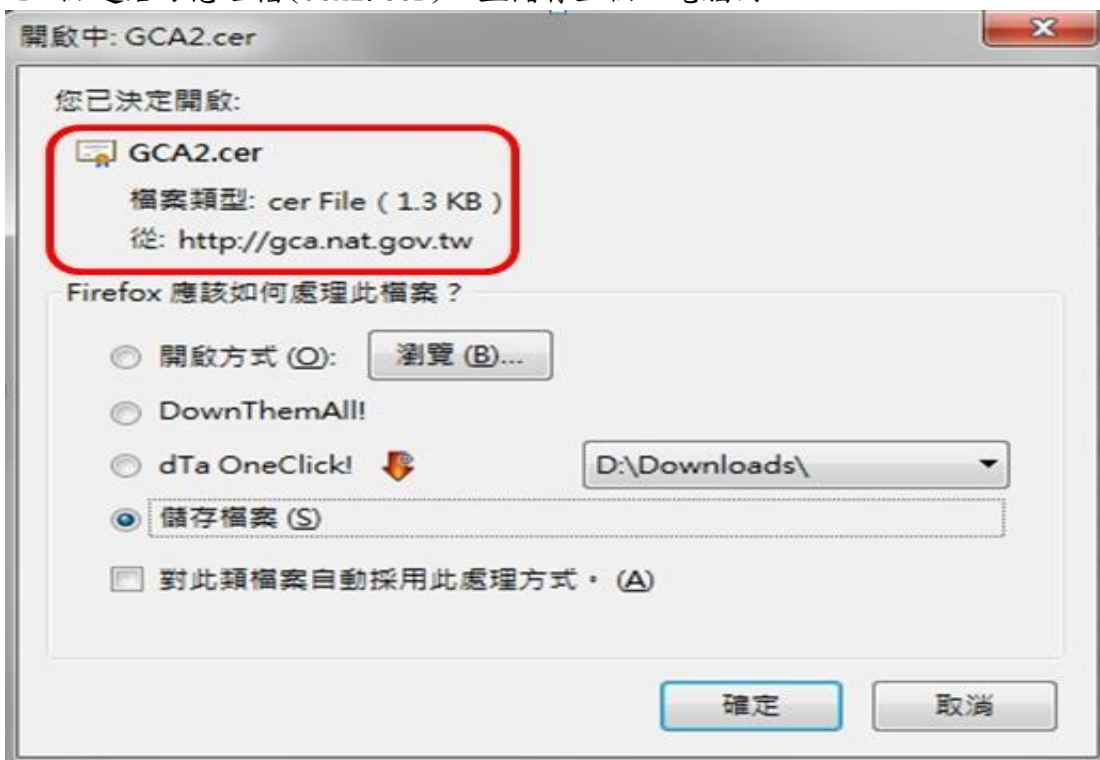 開啟中: GCA2.cer
您已決定開啟:
GCA2.cer
檔案類型: cer File ( 1.3 KB )
從: http://gca.nat.gov.tw
Firefox 應該如何處理此檔案？
開啟方式 (O): 瀏覽 (B)...
DownThemAll!
dTa OneClick! D:\Downloads\
儲存檔案 (S)
對此類檔案自動採用此處理方式。(A)
確定 取消